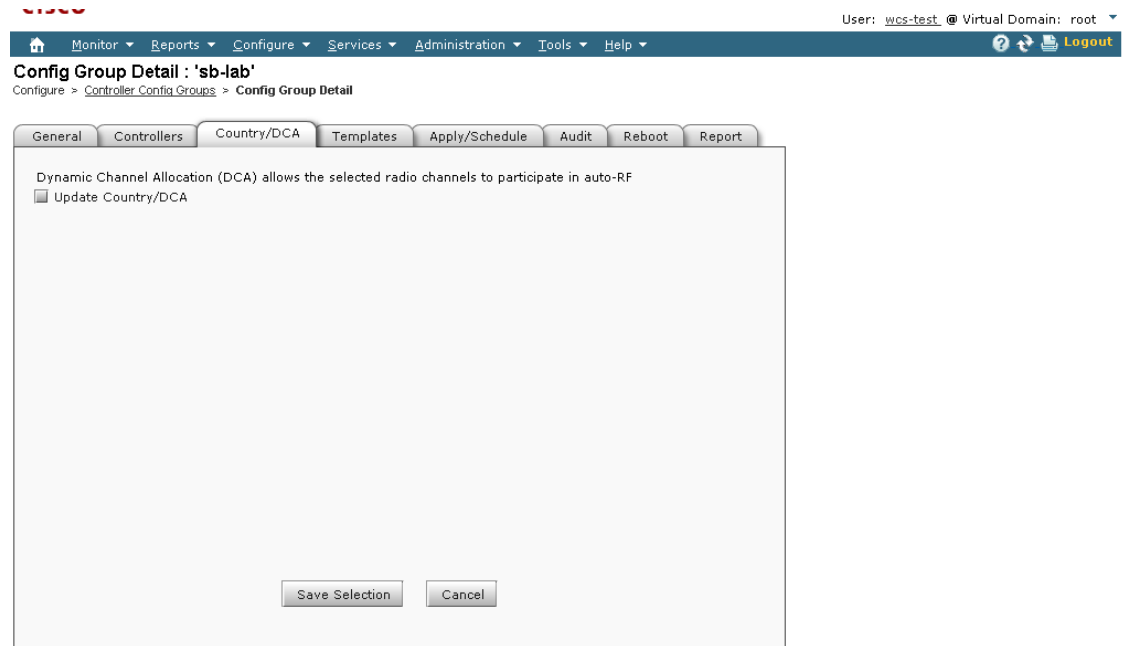 User: wcs-test @ Virtual Domain: root
Monitor Reports Configure Services Administration Tools Help Logout
Config Group Detail : 'sb-lab'
Configure > Controller Config Groups > Config Group Detail
General Controllers Country/DCA Templates Apply/Schedule Audit Reboot Report
Dynamic Channel Allocation (DCA) allows the selected radio channels to participate in auto-RF
Update Country/DCA
Save Selection Cancel